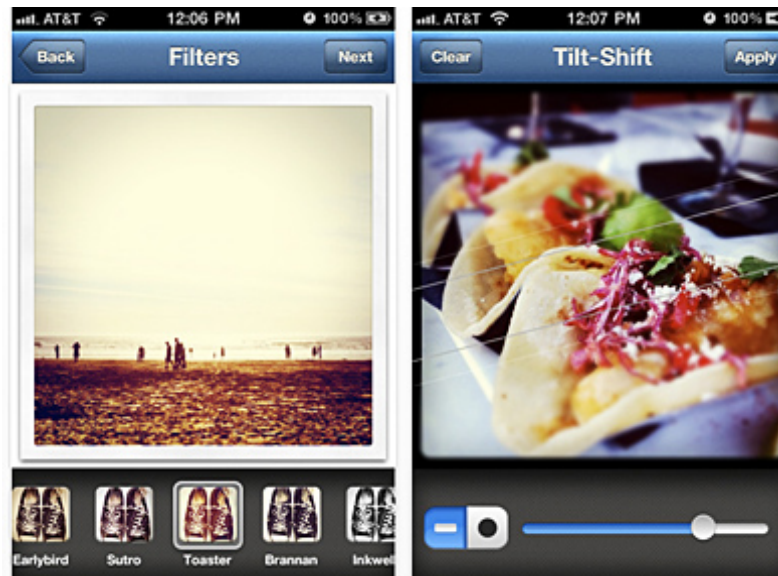 AT&T 12:06 PM 100%
Back Filters Next
Earlybird Sutro Toaster Brannan Inkwell
AT&T 12:07 PM 100%
Clear Tilt-Shift Apply